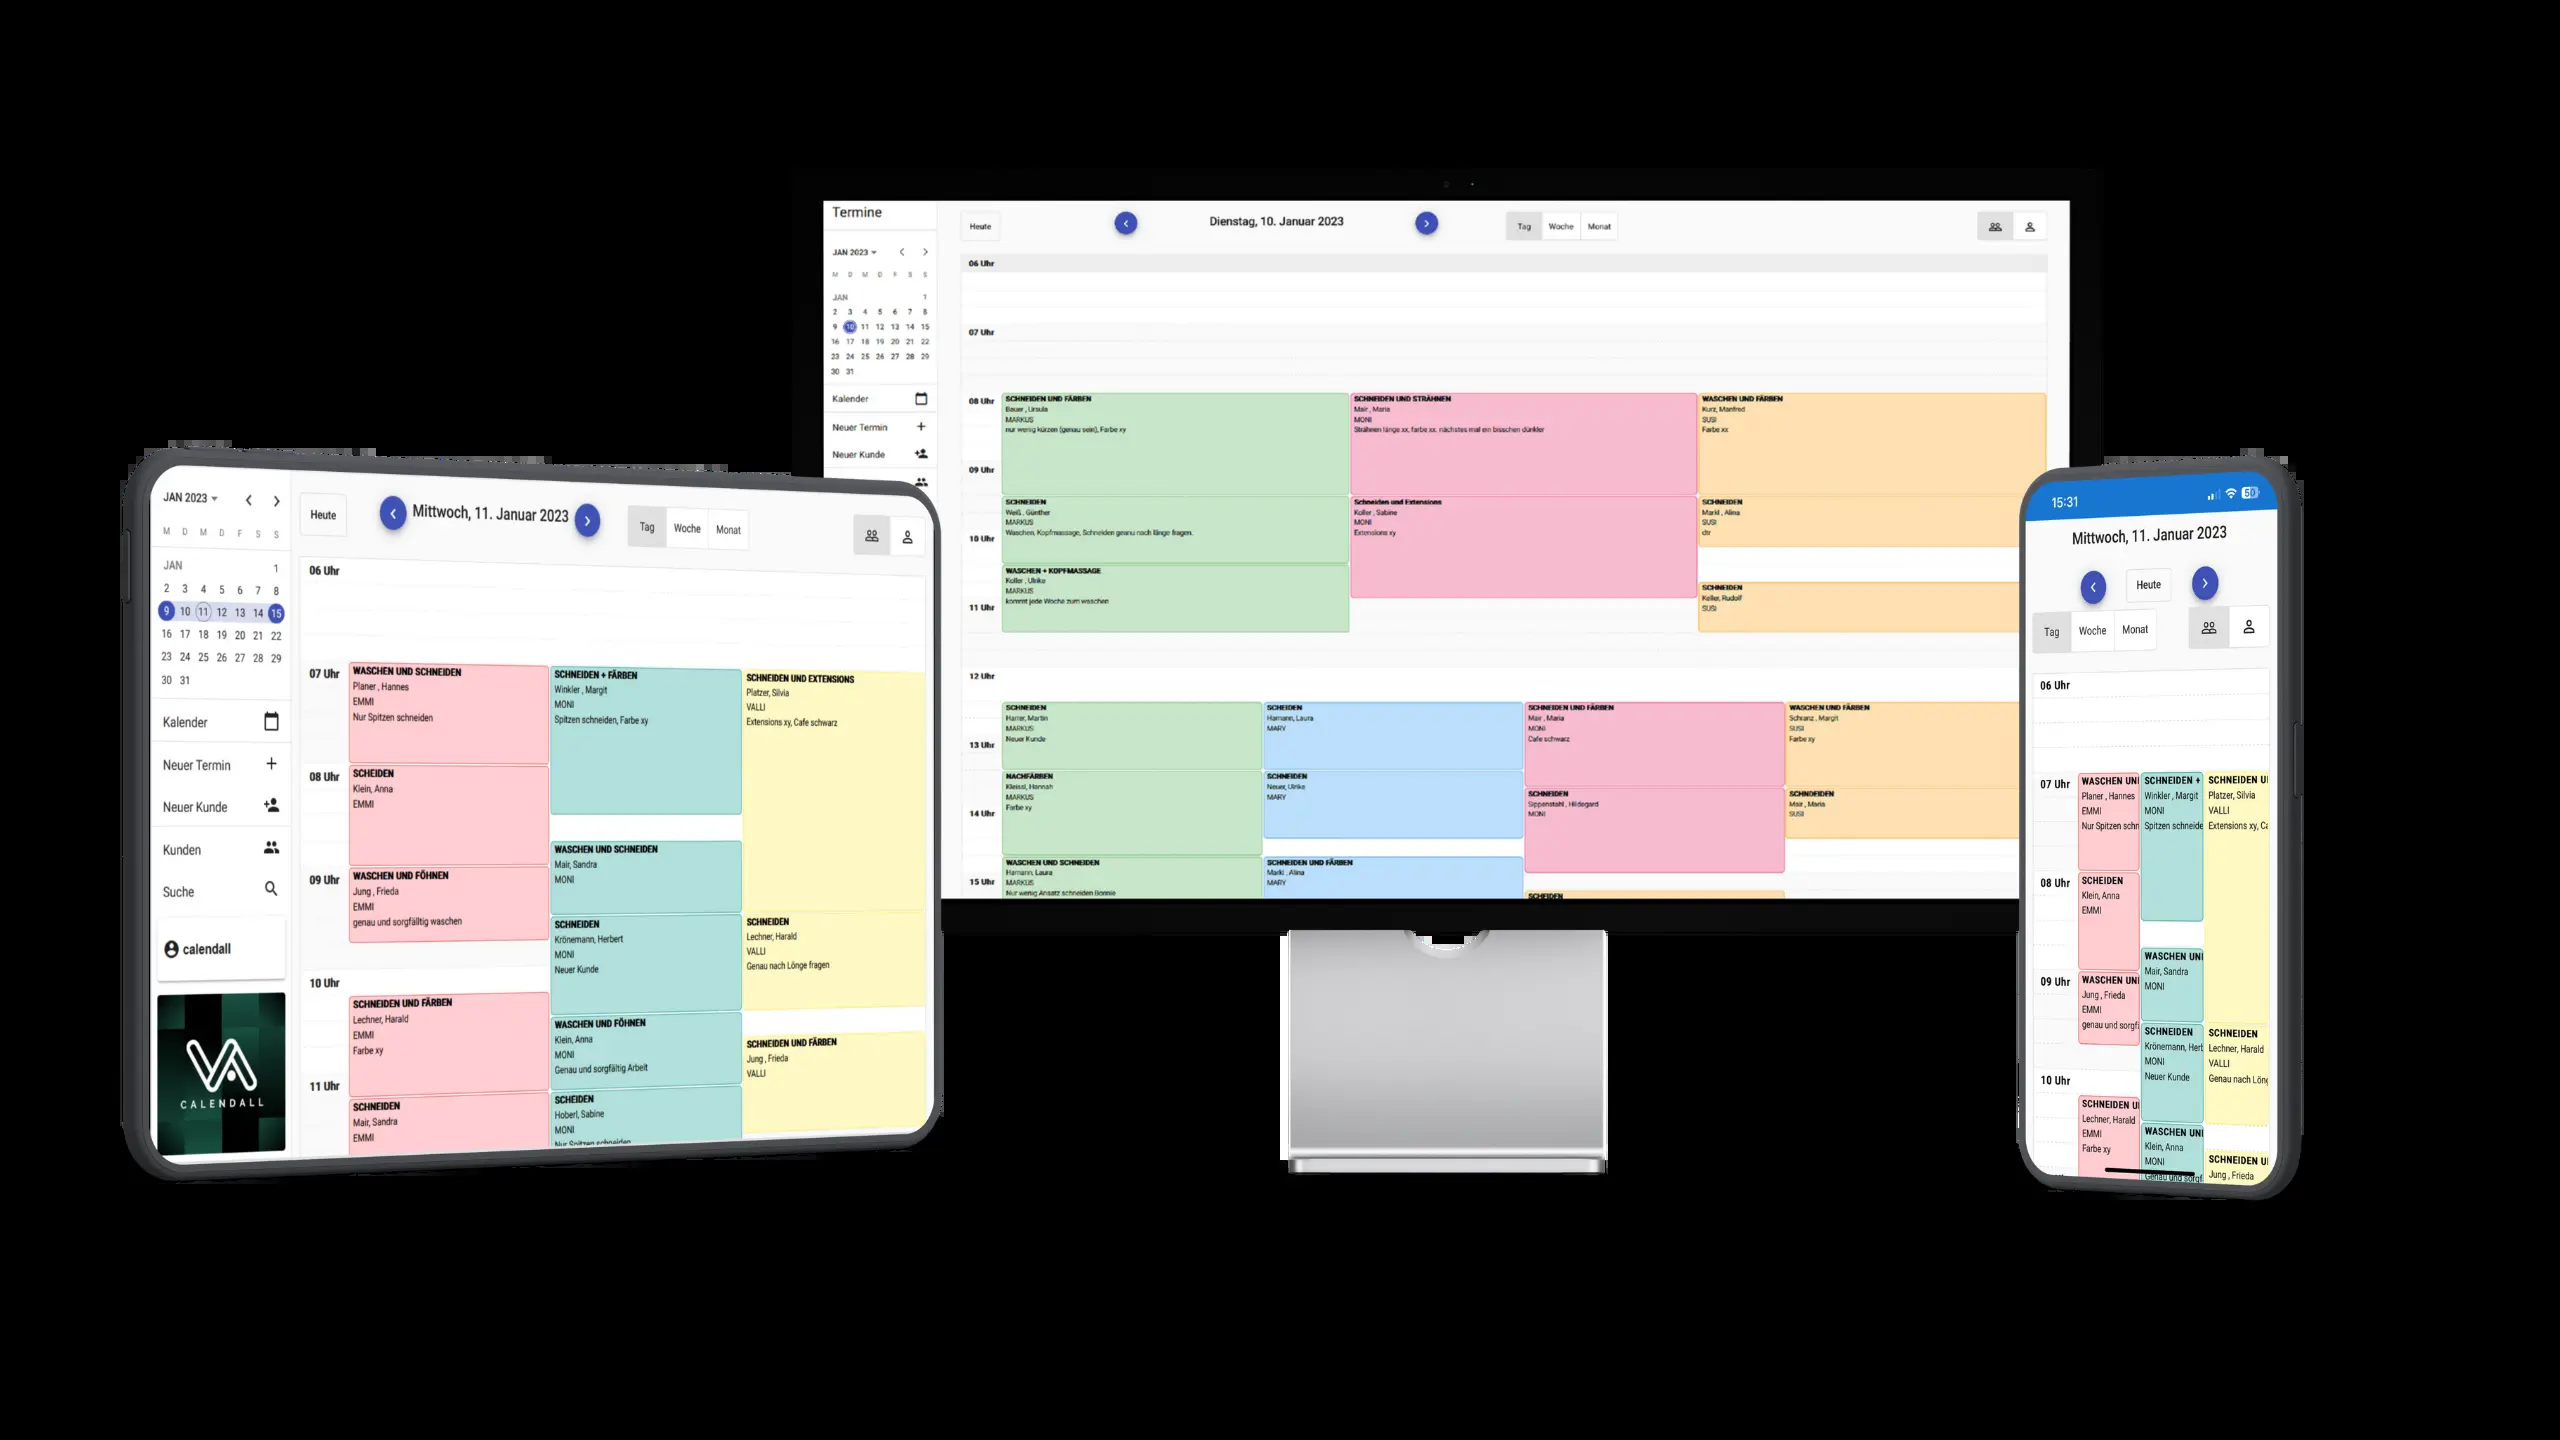 Termine
JAN 2023
M D M D F S S
JAN 1
2 3 4 5 6 7 8
9 10 11 12 13 14 15
16 17 18 19 20 21 22
23 24 25 26 27 28 29
30 31
Kalender
Neuer Termin
Neuer Kunde
Heute
Dienstag, 10. Januar 2023
Tag Woche Monat
06 Uhr
07 Uhr
08 Uhr
09 Uhr
10 Uhr
11 Uhr
12 Uhr
13 Uhr
14 Uhr
15 Uhr
SCHNEIDEN UND FÄRBEN
Bauer , Ursula
MARKUS
nur wenig kürzen (genau sein), Farbe xy
SCHNEIDEN
Weiß , Günther
MARKUS
Waschen, Kopfmassage, Schneiden geanu nach länge fragen.
WASCHEN + KOPFMASSAGE
Koller , Ulrike
MARKUS
kommt jede Woche zum waschen
SCHNEIDEN UND STRÄHNEN
Mair , Maria
MONI
Strähnen länge xx, farbe xx. nächstes mal ein bisschen dünkler
Schneiden und Extensions
Koller , Sabine
MONI
Extensions xy
WASCHEN UND FÄRBEN
Kurz, Manfred
SUSI
Farbe xx
SCHNEIDEN
Markl , Alina
SUSI
dtr
SCHNEIDEN
Keller, Rudolf
SUSI
SCHNEIDEN
Harrer, Martin
MARKUS
Neuer Kunde
NACHFÄRBEN
Kleissl, Hannah
MARKUS
Farbe xy
WASCHEN UND SCHNEIDEN
Hamann, Laura
MARKUS
Nur wenig Ansatz schneiden Bonnie
SCHEIDEN
Hamann, Laura
MARY
SCHNEIDEN
Neuer, Ulrike
MARY
SCHNEIDEN UND FÄRBEN
Markl , Alina
MARY
SCHNEIDEN UND FÄRBEN
Mair , Maria
MONI
Cafe schwarz
SCHNEIDEN
Sippenstahl , Hildegard
MONI
SCHEIDEN
WASCHEN UND FÄRBEN
Schranz , Margit
SUSI
Farbe xy
SCHNDEIDEN
Mair , Maria
SUSI
JAN 2023
M D M D F S S
JAN 1
2 3 4 5 6 7 8
9 10 11 12 13 14 15
16 17 18 19 20 21 22
23 24 25 26 27 28 29
30 31
Kalender
Neuer Termin
Neuer Kunde
Kunden
Suche
calendall
CALENDALL
Heute
Mittwoch, 11. Januar 2023
Tag Woche Monat
06 Uhr
07 Uhr
08 Uhr
09 Uhr
10 Uhr
11 Uhr
WASCHEN UND SCHNEIDEN
Planer , Hannes
EMMI
Nur Spitzen schneiden
SCHEIDEN
Klein, Anna
EMMI
WASCHEN UND FÖHNEN
Jung , Frieda
EMMI
genau und sorgfälltig waschen
SCHNEIDEN UND FÄRBEN
Lechner, Harald
EMMI
Farbe xy
SCHNEIDEN
Mair, Sandra
EMMI
SCHNEIDEN + FÄRBEN
Winkler , Margit
MONI
Spitzen schneiden, Farbe xy
WASCHEN UND SCHNEIDEN
Mair, Sandra
MONI
SCHNEIDEN
Krönemann, Herbert
MONI
Neuer Kunde
WASCHEN UND FÖHNEN
Klein, Anna
MONI
Genau und sorgfältig Arbeit
SCHEIDEN
Hoberl, Sabine
MONI
Nur Spitzen schneiden
SCHNEIDEN UND EXTENSIONS
Platzer, Silvia
VALLI
Extensions xy, Cafe schwarz
SCHNEIDEN
Lechner, Harald
VALLI
Genau nach Lönge fragen
SCHNEIDEN UND FÄRBEN
Jung , Frieda
VALLI
15:31
Mittwoch, 11. Januar 2023
Heute
Tag Woche Monat
06 Uhr
07 Uhr
08 Uhr
09 Uhr
10 Uhr
WASCHEN UN
Planer , Hannes
EMMI
Nur Spitzen schn
SCHEIDEN
Klein, Anna
EMMI
WASCHEN UN
Jung , Frieda
EMMI
genau und sorgf
SCHNEIDEN U
Lechner, Harald
EMMI
Farbe xy
SCHNEIDEN +
Winkler , Margit
MONI
Spitzen schneide
WASCHEN UN
Mair, Sandra
MONI
SCHNEIDEN
Krönemann, Herb
MONI
Neuer Kunde
WASCHEN UN
Klein, Anna
MONI
Genau und sorgf
SCHNEIDEN U
Platzer, Silvia
VALLI
Extensions xy, Ca
SCHNEIDEN
Lechner, Harald
VALLI
Genau nach Lön
SCHNEIDEN U
Jung , Frieda